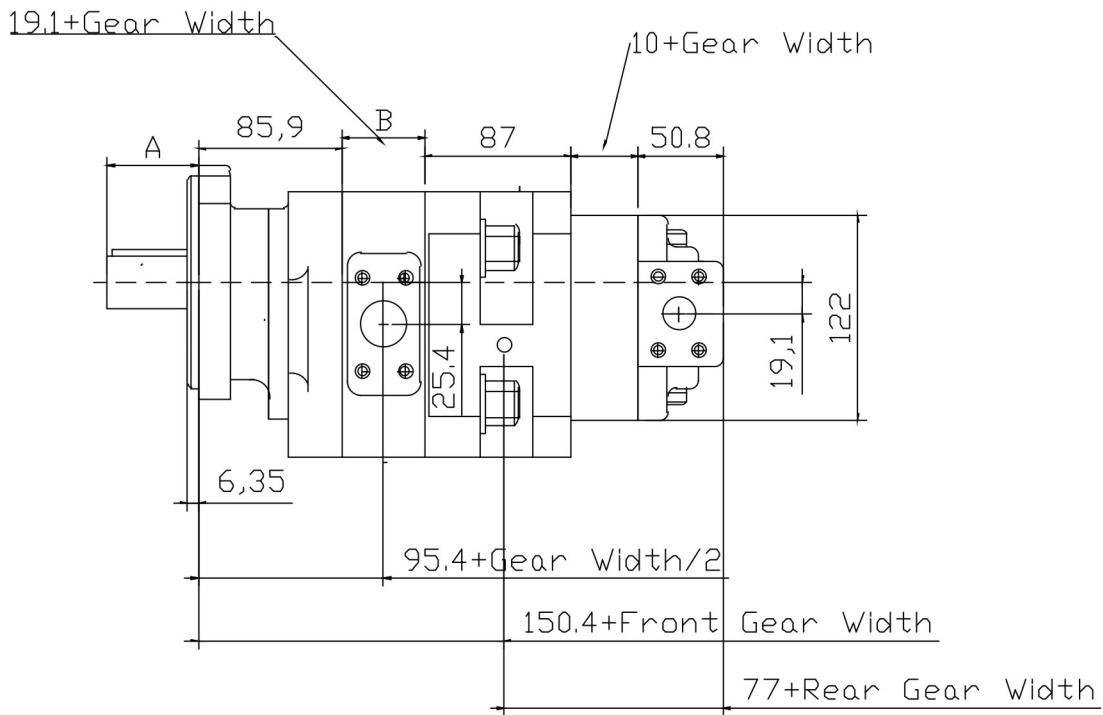 19.1+Gear Width
10+Gear Width
A
85,9
B
87
50.8
25.4
19,1
122
6,35
95.4+Gear Width/2
150.4+Front Gear Width
77+Rear Gear Width